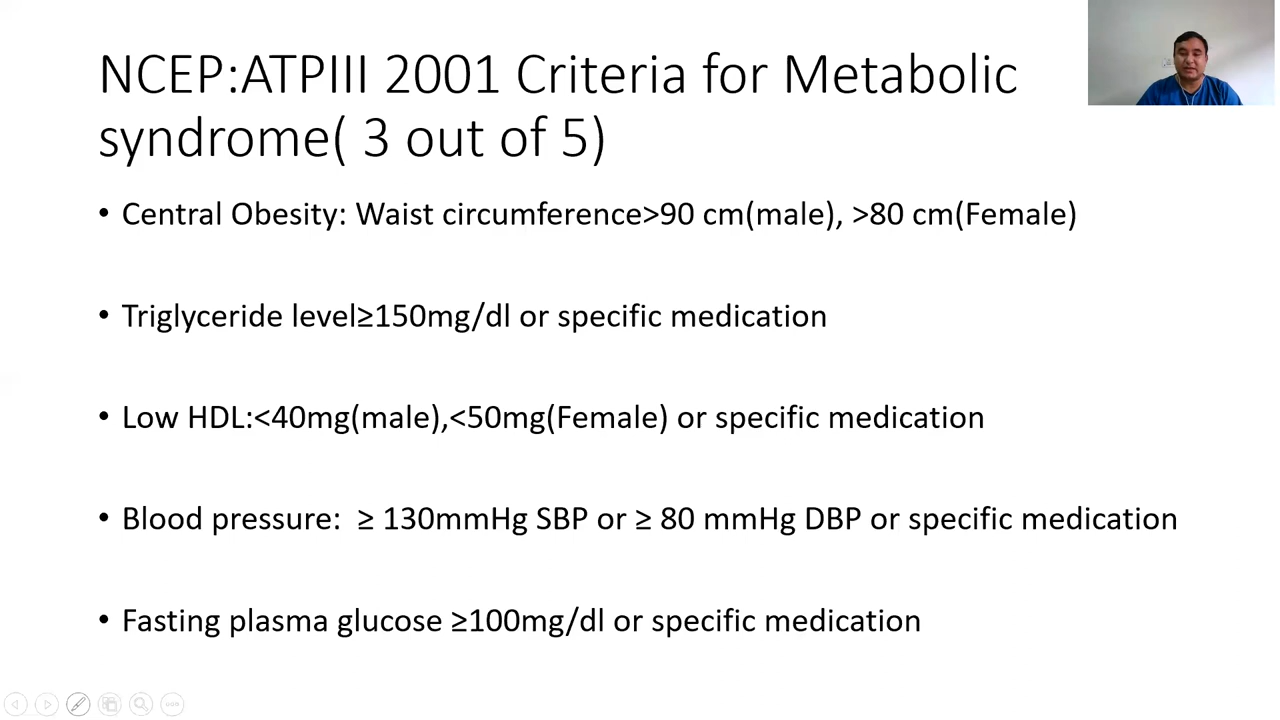 NCEP:ATPIII 2001 Criteria for Metabolic
syndrome( 3 out of 5)
• Central Obesity: Waist circumference>90 cm(male), >80 cm(Female)
• Triglyceride level≥150mg/dl or specific medication
• Low HDL:<40mg(male),<50mg(Female) or specific medication
• Blood pressure:  ≥ 130mmHg SBP or ≥ 80 mmHg DBP or specific medication
• Fasting plasma glucose ≥100mg/dl or specific medication